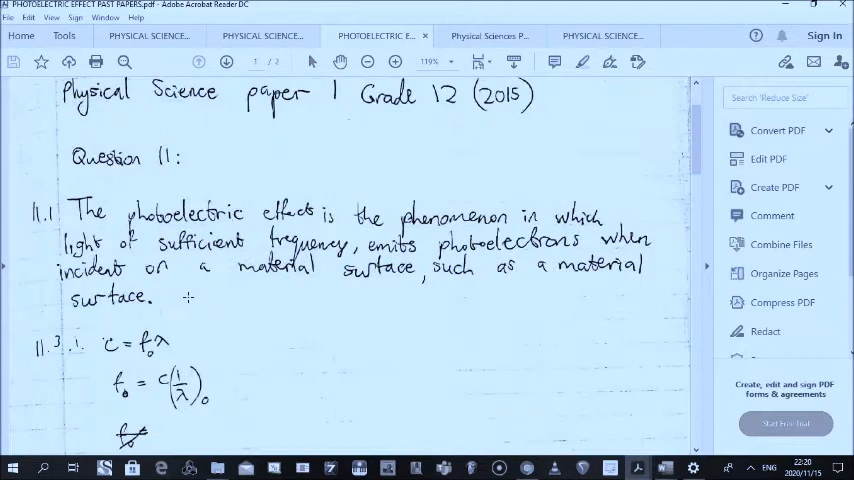 PHOTOELECTRIC EFFECT PAST PAPERS.pdf - Adobe Acrobat Reader DC
File Edit View Sign Window Help
Home Tools PHYSICAL SCIENCE... PHYSICAL SCIENCE... PHOTOELECTRIC E... × Physical Sciences P... PHYSICAL SCIENCE... Sign In
1 / 2 119%
Physical Science paper 1 Grade 12 (2015)
Question 11:
11.1 The photoelectric effect is the phenomenon in which
light of sufficient frequency, emits photoelectrons when
incident on a material surface, such as a material
surface.
11.3.1. c = f₀λ
f₀ = c(1/λ)₀
Search 'Reduce Size'
Convert PDF
Edit PDF
Create PDF
Comment
Combine Files
Organize Pages
Compress PDF
Redact
Create, edit and sign PDF
forms & agreements
Start Free Trial
ENG 22:20
2020/11/15